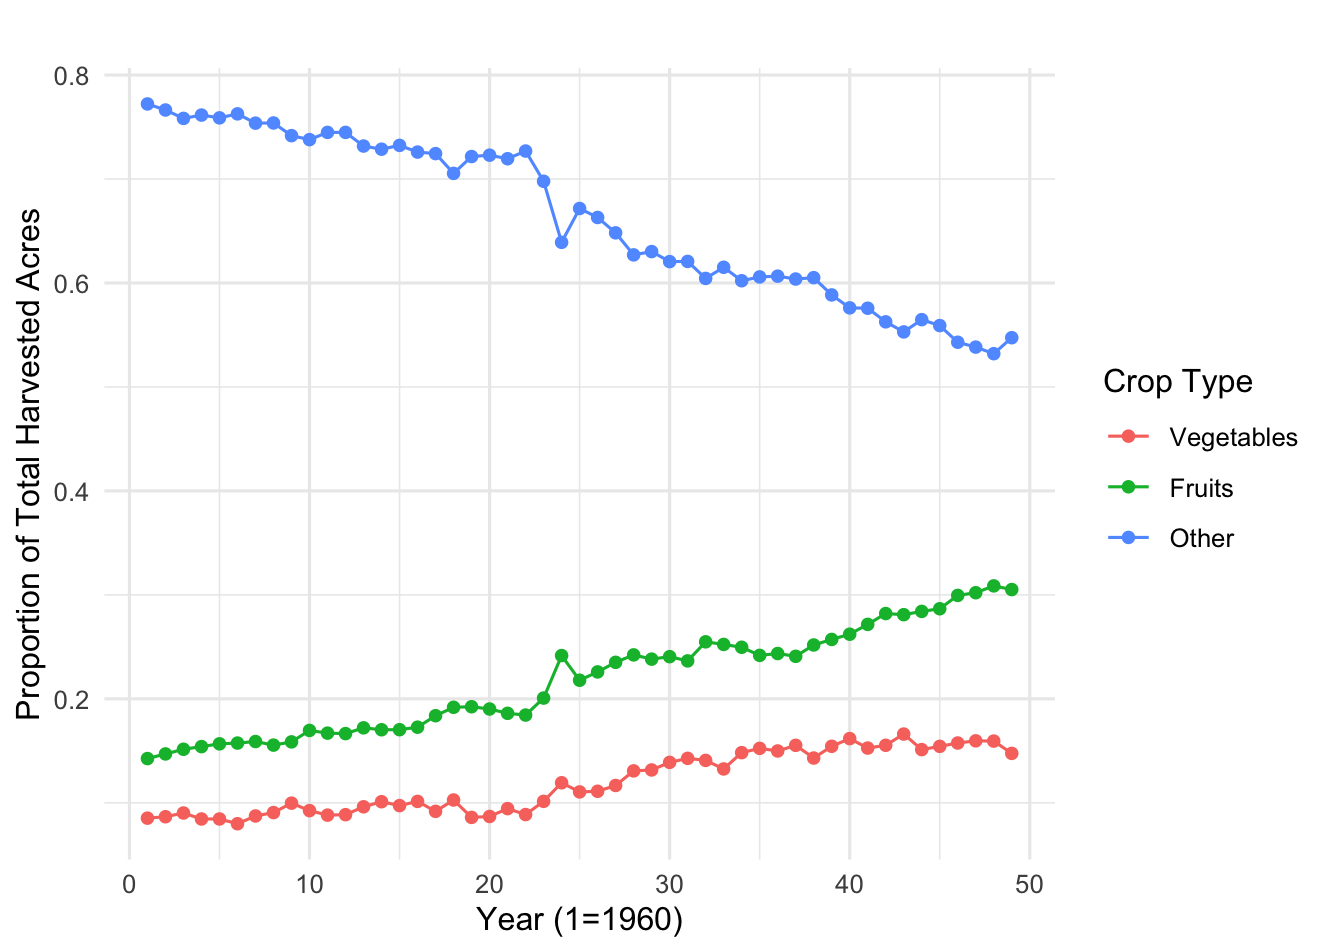 0.8
0.6
0.4
0.2
Proportion of Total Harvested Acres
0 10 20 30 40 50
Year (1=1960)
Crop Type
Vegetables
Fruits
Other